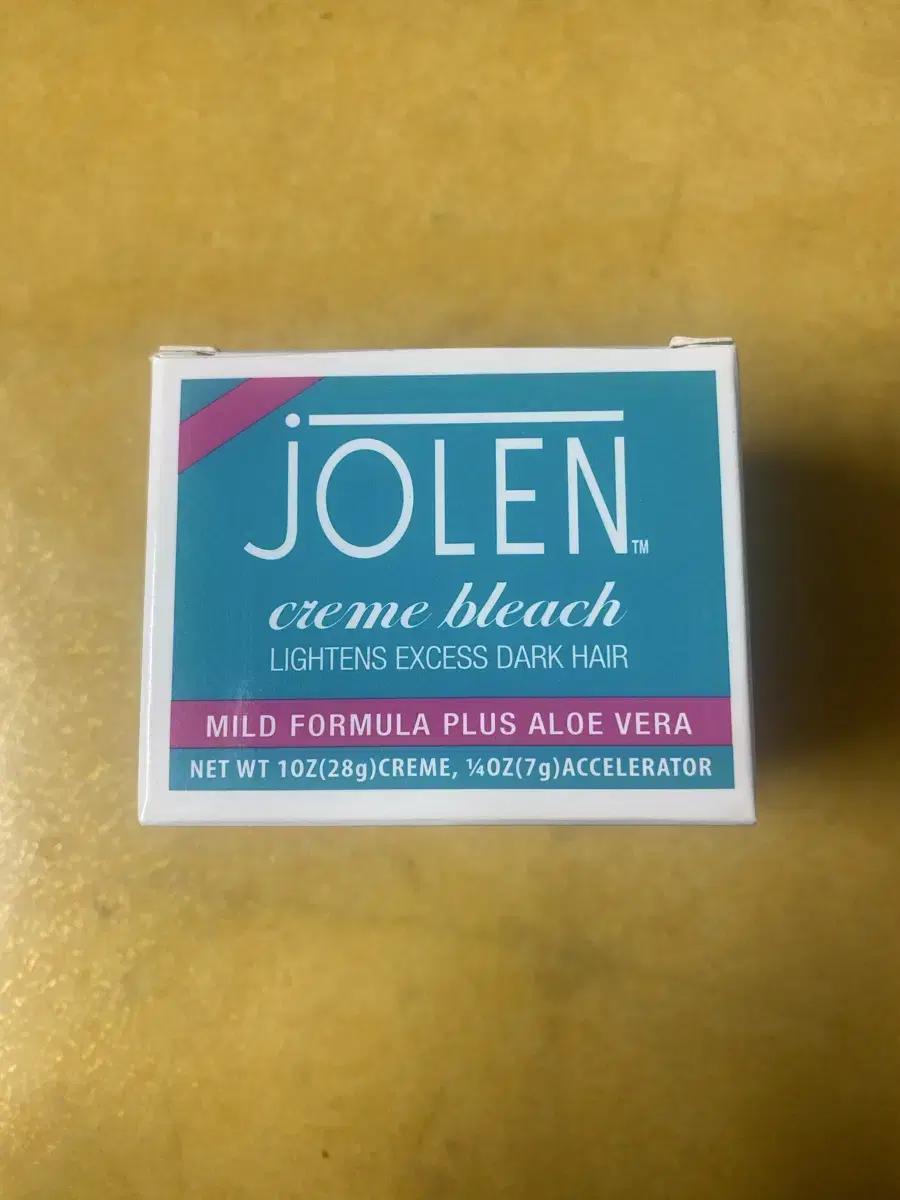 JOLEN™
creme bleach
LIGHTENS EXCESS DARK HAIR
MILD FORMULA PLUS ALOE VERA
NET WT 1OZ(28g)CREME, ¼OZ(7g)ACCELERATOR